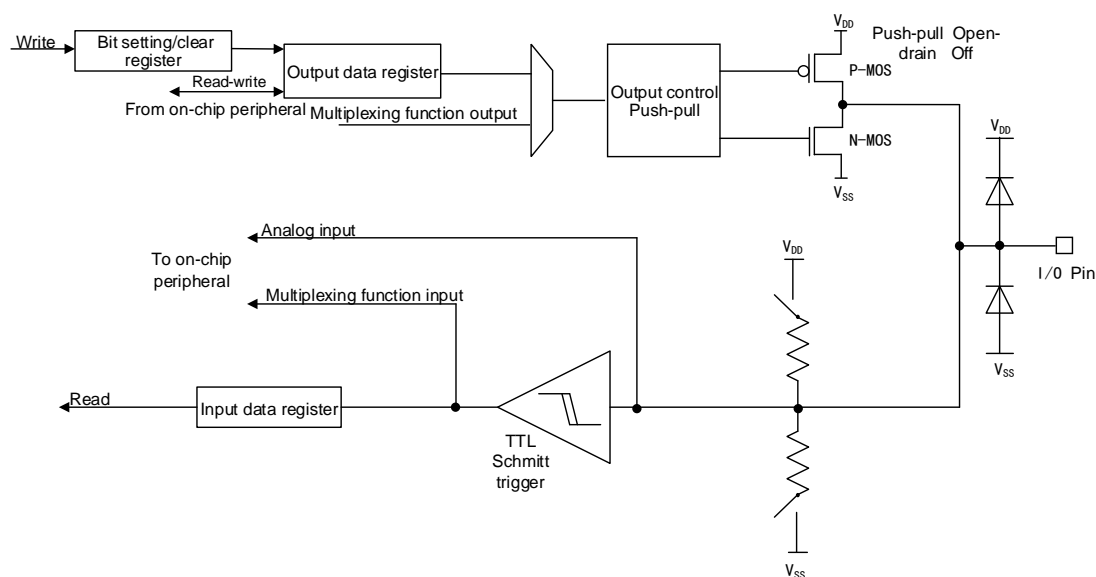 Write
Bit setting/clear
register
Read-write
From on-chip peripheral
Output data register
Multiplexing function output
Output control
Push-pull
VDD
Push-pull Open-
drain Off
P-MOS
N-MOS
VSS
VDD
I/O Pin
VSS
Analog input
To on-chip
peripheral
Multiplexing function input
VDD
Read
Input data register
TTL
Schmitt
trigger
VSS